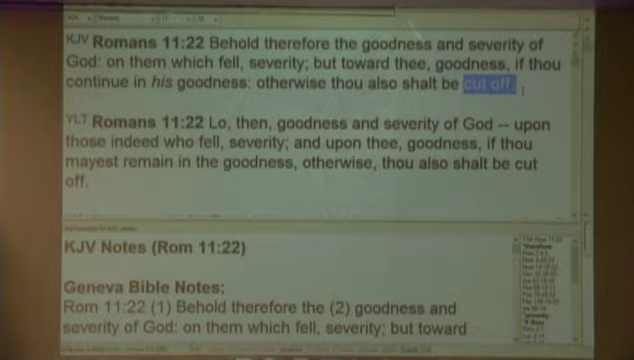 KJV Romans 11:22 Behold therefore the goodness and severity of
God: on them which fell, severity; but toward thee, goodness, if thou
continue in his goodness: otherwise thou also shalt be cut off.
YLT Romans 11:22 Lo, then, goodness and severity of God -- upon
those indeed who fell, severity; and upon thee, goodness, if thou
mayest remain in the goodness, otherwise, thou also shalt be cut
off.
KJV Notes (Rom 11:22)
Geneva Bible Notes:
Rom 11:22 (1) Behold therefore the (2) goodness and
severity of God: on them which fell, severity; but toward